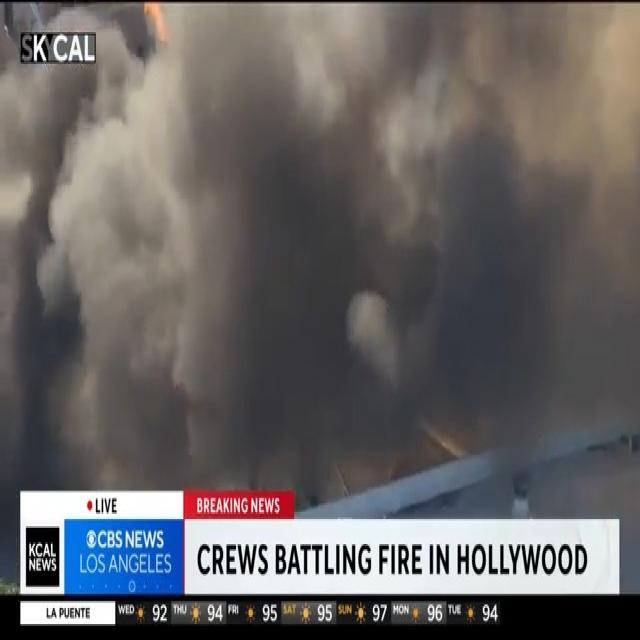 SKYCAL
LIVE
BREAKING NEWS
KCAL NEWS
CBS NEWS
LOS ANGELES
CREWS BATTLING FIRE IN HOLLYWOOD
LA PUENTE WED 92 THU 94 FRI 95 SAT 95 SUN 97 MON 96 TUE 94